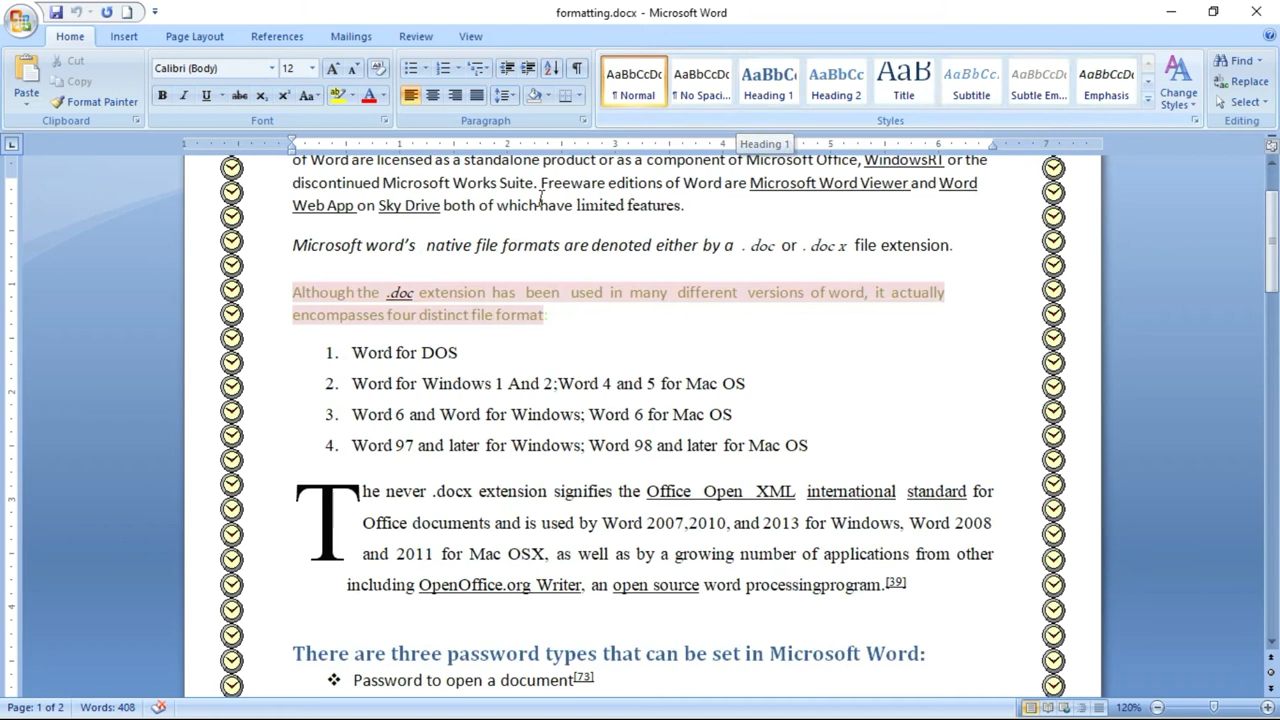 formatting.docx - Microsoft Word
Home Insert Page Layout References Mailings Review View
Paste Cut Copy Format Painter Clipboard
Calibri (Body) 12 Font
Paragraph
AaBbCcDc ¶ Normal AaBbCcDc ¶ No Spaci... AaBbC Heading 1 AaBbCc Heading 2 AaB Title AaBbCc. Subtitle AaBbCcDc Subtle Em... AaBbCcDc Emphasis Change Styles Styles
Find Replace Select Editing
1 1 2 3 4 5 6 7
Heading 1
of Word are licensed as a standalone product or as a component of Microsoft Office, WindowsRT or the
discontinued Microsoft Works Suite. Freeware editions of Word are Microsoft Word Viewer and Word
Web App on Sky Drive both of which have limited features.
Microsoft word's native file formats are denoted either by a . doc or . doc x file extension.
Although the .doc extension has been used in many different versions of word, it actually
encompasses four distinct file format:
1. Word for DOS
2. Word for Windows 1 And 2;Word 4 and 5 for Mac OS
3. Word 6 and Word for Windows; Word 6 for Mac OS
4. Word 97 and later for Windows; Word 98 and later for Mac OS
The never .docx extension signifies the Office Open XML international standard for
Office documents and is used by Word 2007,2010, and 2013 for Windows, Word 2008
and 2011 for Mac OSX, as well as by a growing number of applications from other
including OpenOffice.org Writer, an open source word processingprogram.[39]
There are three password types that can be set in Microsoft Word:
❖ Password to open a document[73]
Page: 1 of 2 Words: 408 120%